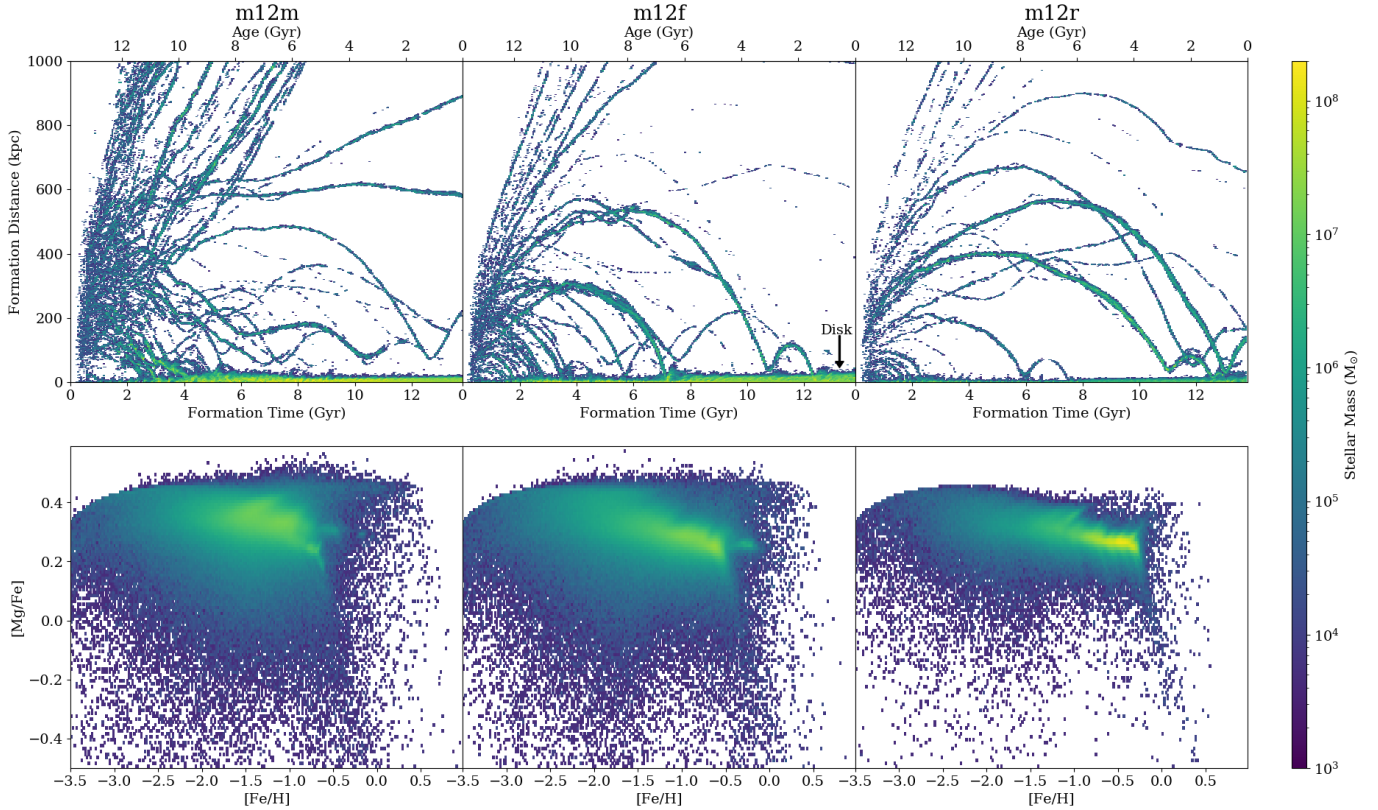 m12m m12f m12r
Age (Gyr) Age (Gyr) Age (Gyr)
12 10 8 6 4 2 0 12 10 8 6 4 2 0 12 10 8 6 4 2 0
1000
800
600
400
200
0
Formation Distance (kpc)
Disk
0 2 4 6 8 10 12 0 2 4 6 8 10 12 0 2 4 6 8 10 12
Formation Time (Gyr) Formation Time (Gyr) Formation Time (Gyr)
0.4
0.2
0.0
−0.2
−0.4
[Mg/Fe]
−3.5 −3.0 −2.5 −2.0 −1.5 −1.0 −0.5 0.0 0.5 −3.5 −3.0 −2.5 −2.0 −1.5 −1.0 −0.5 0.0 0.5 −3.5 −3.0 −2.5 −2.0 −1.5 −1.0 −0.5 0.0 0.5
[Fe/H] [Fe/H] [Fe/H]
10⁸
10⁷
10⁶
10⁵
10⁴
10³
Stellar Mass (M☉)